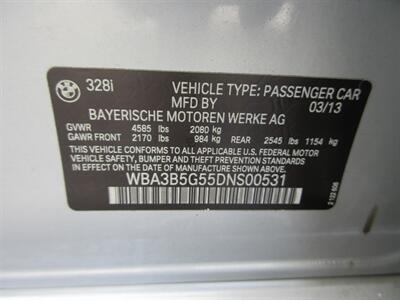 328i VEHICLE TYPE: PASSENGER CAR
MFD BY 03/13
BAYERISCHE MOTOREN WERKE AG
GVWR 4585 lbs 2080 kg
GAWR FRONT 2170 lbs 984 kg REAR 2545 lbs 1154 kg
THIS VEHICLE CONFORMS TO ALL APPLICABLE U.S. FEDERAL MOTOR
VEHICLE SAFETY, BUMPER, AND THEFT PREVENTION STANDARDS
IN EFFECT ON THE DATE OF MANUFACTURE SHOWN ABOVE.
WBA3B5G55DNS00531